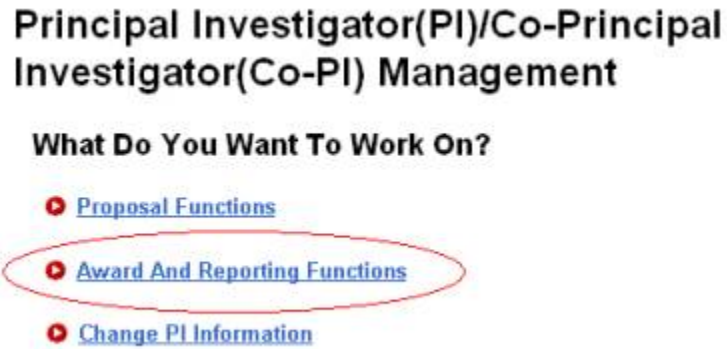 Principal Investigator(PI)/Co-Principal
Investigator(Co-PI) Management
What Do You Want To Work On?
Proposal Functions
Award And Reporting Functions
Change PI Information